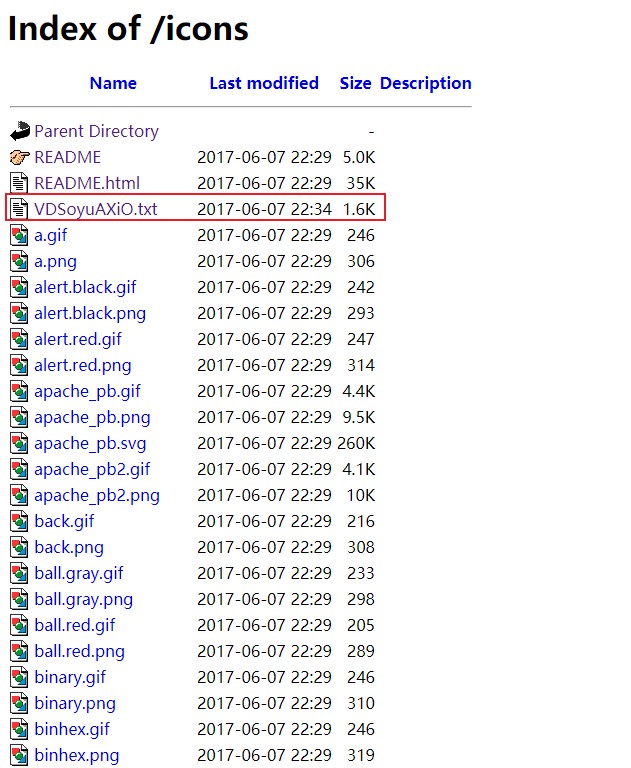 Index of /icons
Name Last modified Size Description
Parent Directory -
README 2017-06-07 22:29 5.0K
README.html 2017-06-07 22:29 35K
VDSoyuAXiO.txt 2017-06-07 22:34 1.6K
a.gif 2017-06-07 22:29 246
a.png 2017-06-07 22:29 306
alert.black.gif 2017-06-07 22:29 242
alert.black.png 2017-06-07 22:29 293
alert.red.gif 2017-06-07 22:29 247
alert.red.png 2017-06-07 22:29 314
apache_pb.gif 2017-06-07 22:29 4.4K
apache_pb.png 2017-06-07 22:29 9.5K
apache_pb.svg 2017-06-07 22:29 260K
apache_pb2.gif 2017-06-07 22:29 4.1K
apache_pb2.png 2017-06-07 22:29 10K
back.gif 2017-06-07 22:29 216
back.png 2017-06-07 22:29 308
ball.gray.gif 2017-06-07 22:29 233
ball.gray.png 2017-06-07 22:29 298
ball.red.gif 2017-06-07 22:29 205
ball.red.png 2017-06-07 22:29 289
binary.gif 2017-06-07 22:29 246
binary.png 2017-06-07 22:29 310
binhex.gif 2017-06-07 22:29 246
binhex.png 2017-06-07 22:29 319